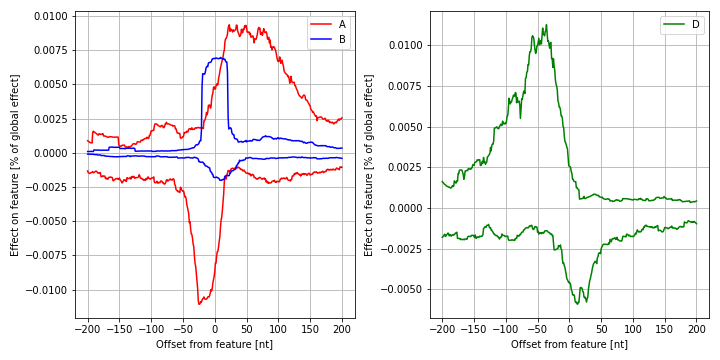 0.0100
0.0075
0.0050
0.0025
0.0000
−0.0025
−0.0050
−0.0075
−0.0100
Effect on feature [% of global effect]
−200 −150 −100 −50 0 50 100 150 200
Offset from feature [nt]
A
B
0.0100
0.0075
0.0050
0.0025
0.0000
−0.0025
−0.0050
Effect on feature [% of global effect]
−200 −150 −100 −50 0 50 100 150 200
Offset from feature [nt]
D